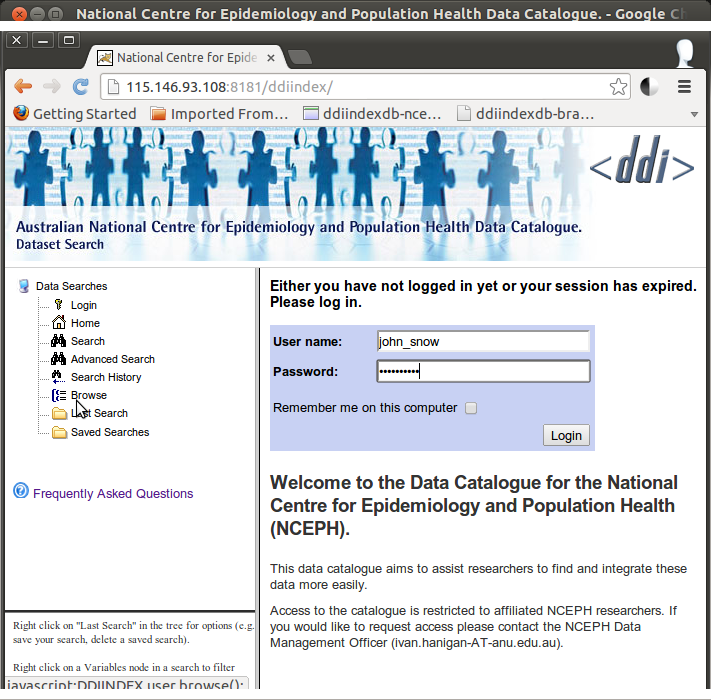 National Centre for Epidemiology and Population Health Data Catalogue. - Google Ch
National Centre for Epide
115.146.93.108:8181/ddiindex/
Getting Started Imported From... ddiindexdb-nce... ddiindexdb-bra...
<ddi>
Australian National Centre for Epidemiology and Population Health Data Catalogue.
Dataset Search
Data Searches
Login
Home
Search
Advanced Search
Search History
Browse
Last Search
Saved Searches
Frequently Asked Questions
Right click on "Last Search" in the tree for options (e.g.
save your search, delete a saved search).
Right click on a Variables node in a search to filter
javascript:DDIINDEX.user.browse();
Either you have not logged in yet or your session has expired.
Please log in.
User name: john_snow
Password: ••••••••••
Remember me on this computer
Login
Welcome to the Data Catalogue for the National
Centre for Epidemiology and Population Health
(NCEPH).
This data catalogue aims to assist researchers to find and integrate these
data more easily.
Access to the catalogue is restricted to affiliated NCEPH researchers. If
you would like to request access please contact the NCEPH Data
Management Officer (ivan.hanigan-AT-anu.edu.au).